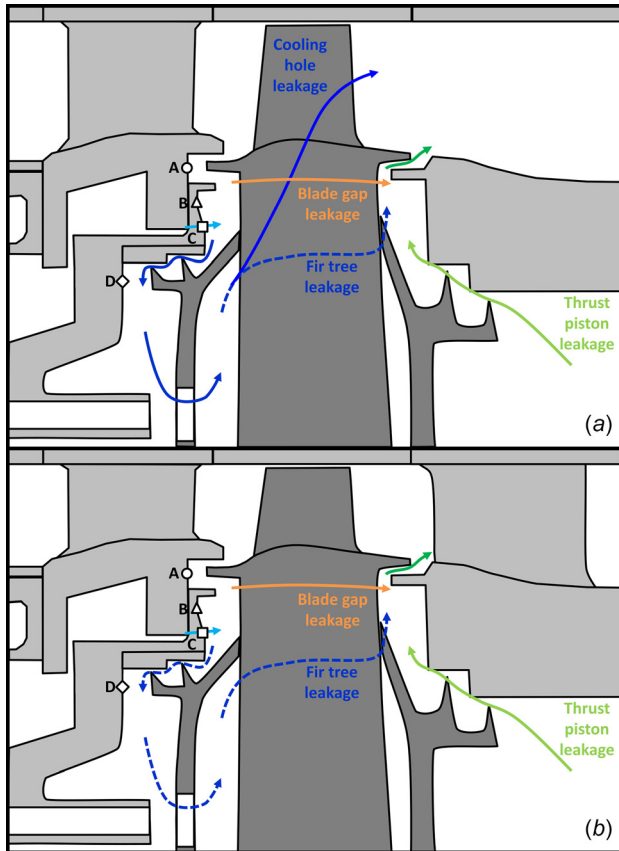 Cooling
hole
leakage
A
B
Blade gap
leakage
C
D
Fir tree
leakage
Thrust
piston
leakage
(a)
A
B
Blade gap
leakage
C
D
Fir tree
leakage
Thrust
piston
leakage
(b)